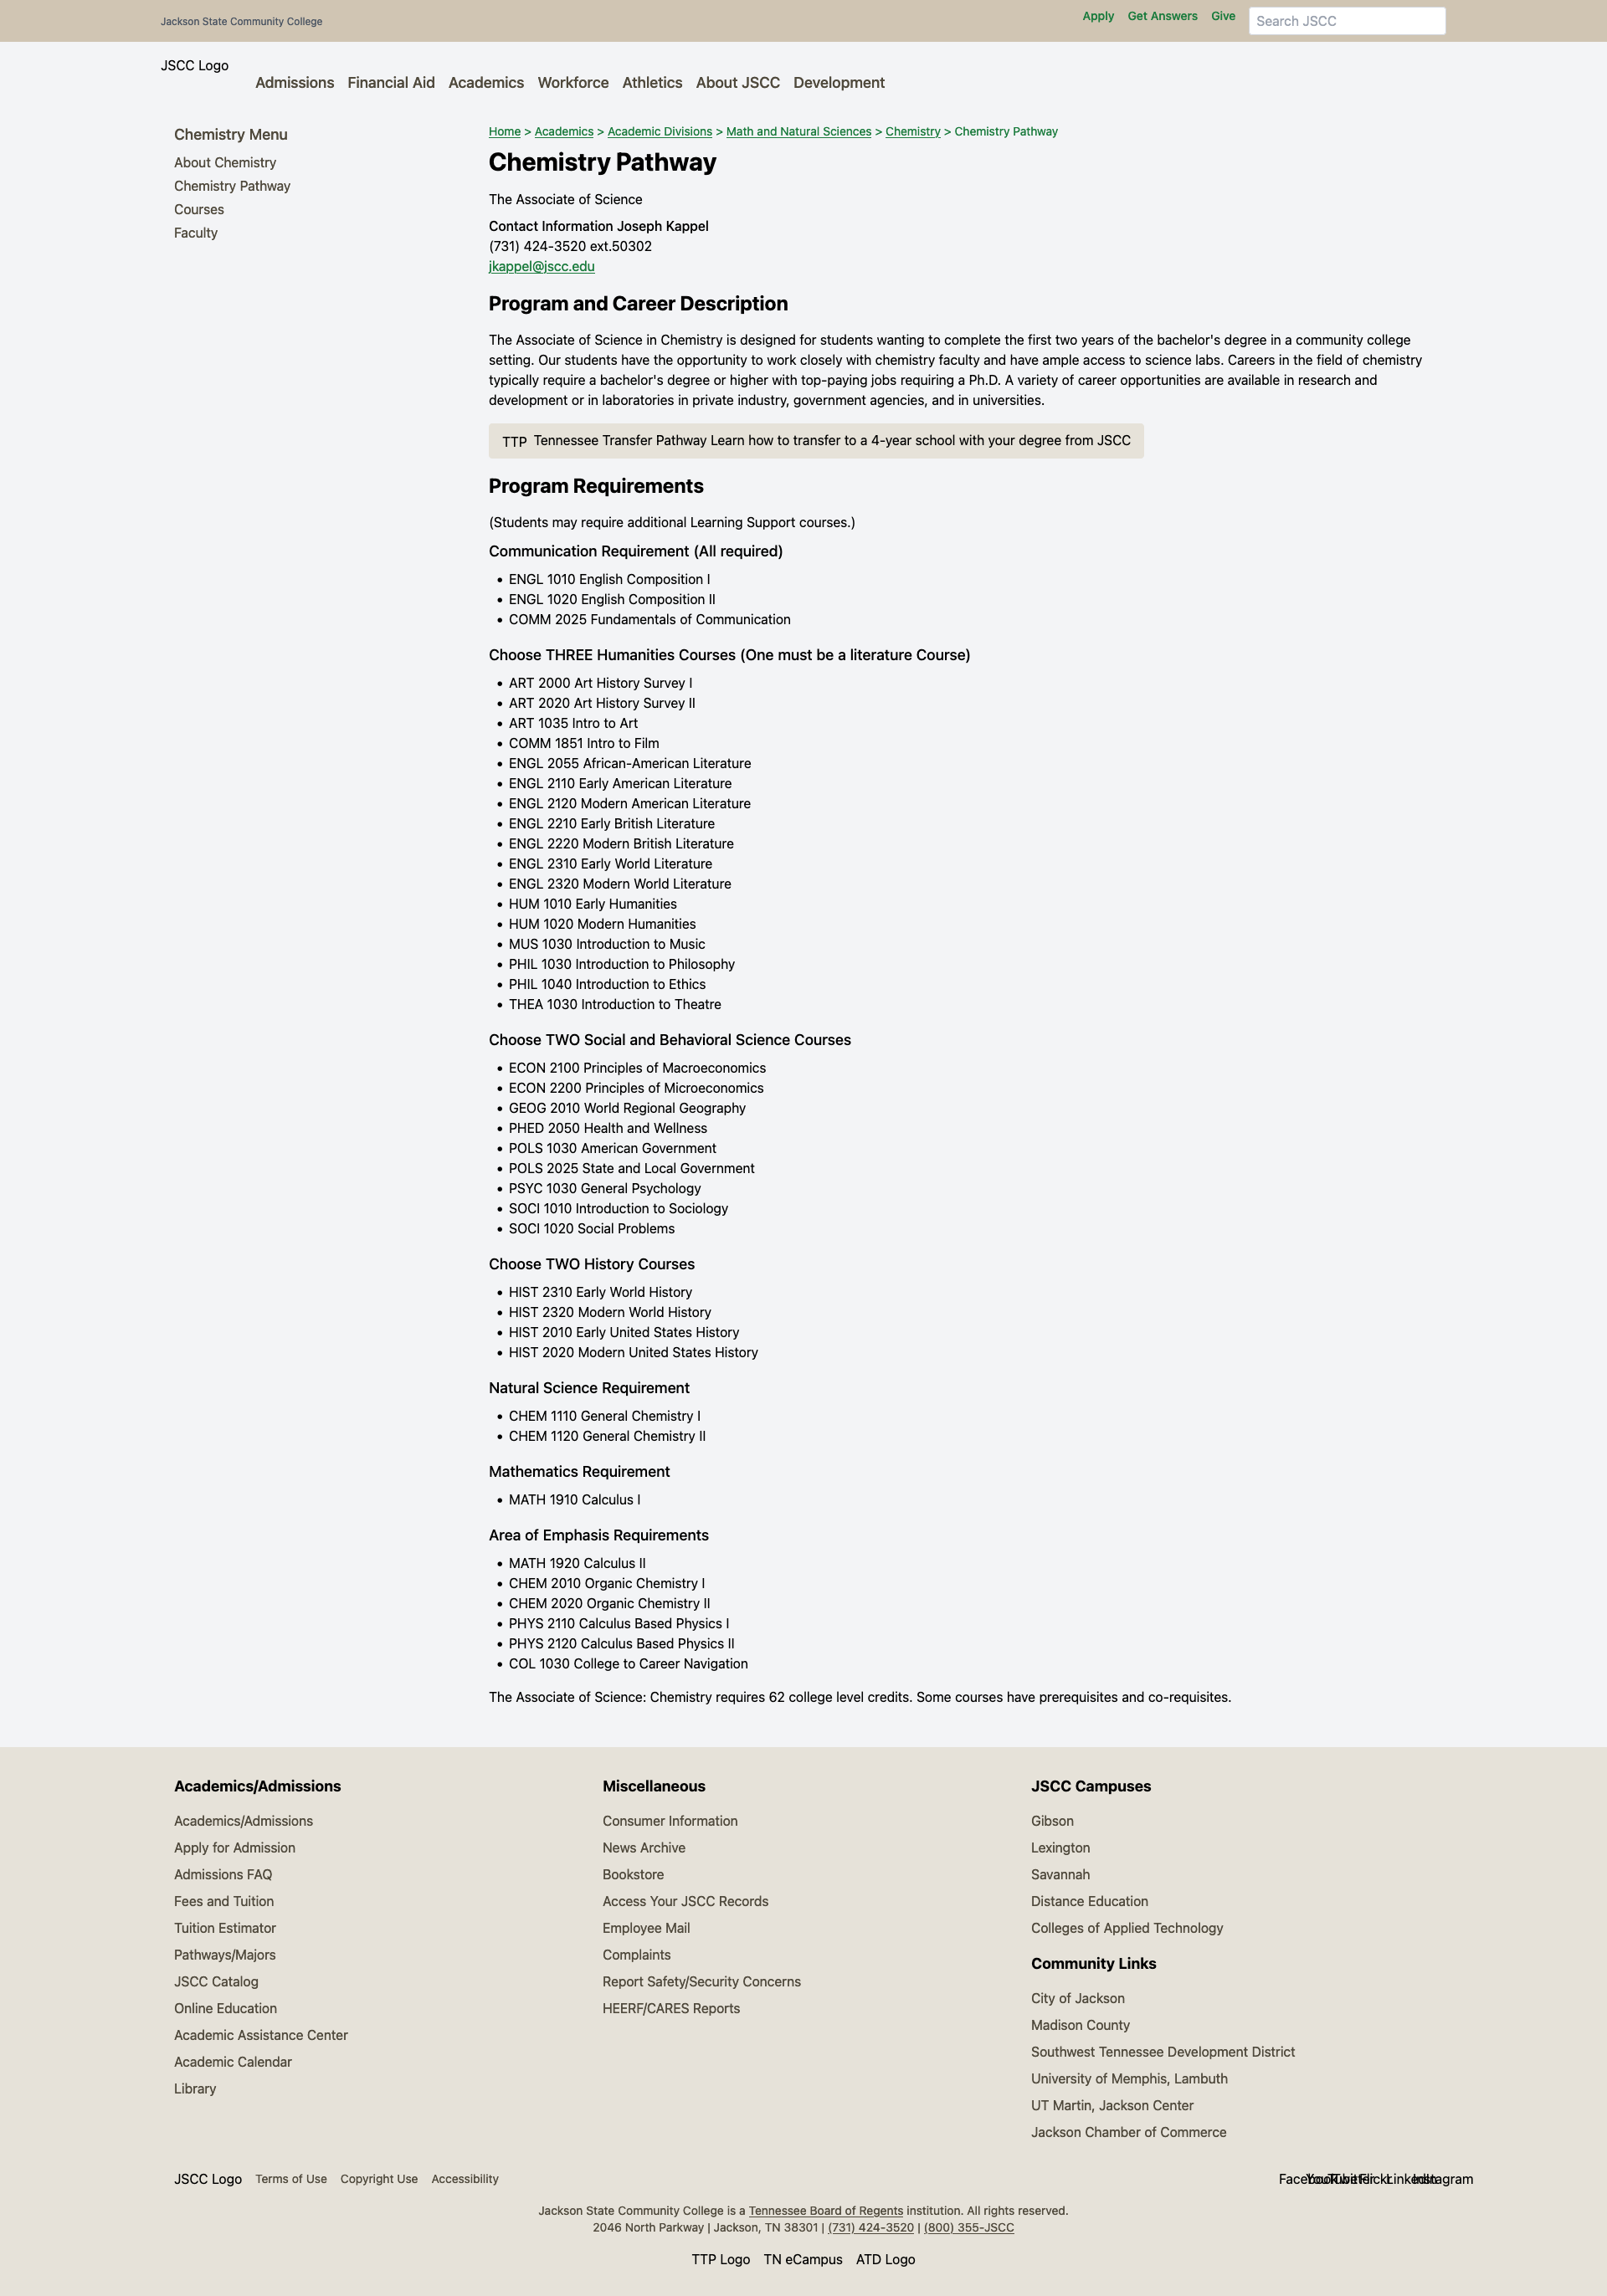 Jackson State Community College
Apply Get Answers Give Search JSCC
JSCC Logo
Admissions Financial Aid Academics Workforce Athletics About JSCC Development
Chemistry Menu
About Chemistry
Chemistry Pathway
Courses
Faculty
Home > Academics > Academic Divisions > Math and Natural Sciences > Chemistry > Chemistry Pathway
Chemistry Pathway
The Associate of Science
Contact Information Joseph Kappel
(731) 424-3520 ext.50302
jkappel@jscc.edu
Program and Career Description
The Associate of Science in Chemistry is designed for students wanting to complete the first two years of the bachelor's degree in a community college
setting. Our students have the opportunity to work closely with chemistry faculty and have ample access to science labs. Careers in the field of chemistry
typically require a bachelor's degree or higher with top-paying jobs requiring a Ph.D. A variety of career opportunities are available in research and
development or in laboratories in private industry, government agencies, and in universities.
TTP Tennessee Transfer Pathway Learn how to transfer to a 4-year school with your degree from JSCC
Program Requirements
(Students may require additional Learning Support courses.)
Communication Requirement (All required)
• ENGL 1010 English Composition I
• ENGL 1020 English Composition II
• COMM 2025 Fundamentals of Communication
Choose THREE Humanities Courses (One must be a literature Course)
• ART 2000 Art History Survey I
• ART 2020 Art History Survey II
• ART 1035 Intro to Art
• COMM 1851 Intro to Film
• ENGL 2055 African-American Literature
• ENGL 2110 Early American Literature
• ENGL 2120 Modern American Literature
• ENGL 2210 Early British Literature
• ENGL 2220 Modern British Literature
• ENGL 2310 Early World Literature
• ENGL 2320 Modern World Literature
• HUM 1010 Early Humanities
• HUM 1020 Modern Humanities
• MUS 1030 Introduction to Music
• PHIL 1030 Introduction to Philosophy
• PHIL 1040 Introduction to Ethics
• THEA 1030 Introduction to Theatre
Choose TWO Social and Behavioral Science Courses
• ECON 2100 Principles of Macroeconomics
• ECON 2200 Principles of Microeconomics
• GEOG 2010 World Regional Geography
• PHED 2050 Health and Wellness
• POLS 1030 American Government
• POLS 2025 State and Local Government
• PSYC 1030 General Psychology
• SOCI 1010 Introduction to Sociology
• SOCI 1020 Social Problems
Choose TWO History Courses
• HIST 2310 Early World History
• HIST 2320 Modern World History
• HIST 2010 Early United States History
• HIST 2020 Modern United States History
Natural Science Requirement
• CHEM 1110 General Chemistry I
• CHEM 1120 General Chemistry II
Mathematics Requirement
• MATH 1910 Calculus I
Area of Emphasis Requirements
• MATH 1920 Calculus II
• CHEM 2010 Organic Chemistry I
• CHEM 2020 Organic Chemistry II
• PHYS 2110 Calculus Based Physics I
• PHYS 2120 Calculus Based Physics II
• COL 1030 College to Career Navigation
The Associate of Science: Chemistry requires 62 college level credits. Some courses have prerequisites and co-requisites.
Academics/Admissions
Academics/Admissions
Apply for Admission
Admissions FAQ
Fees and Tuition
Tuition Estimator
Pathways/Majors
JSCC Catalog
Online Education
Academic Assistance Center
Academic Calendar
Library
Miscellaneous
Consumer Information
News Archive
Bookstore
Access Your JSCC Records
Employee Mail
Complaints
Report Safety/Security Concerns
HEERF/CARES Reports
JSCC Campuses
Gibson
Lexington
Savannah
Distance Education
Colleges of Applied Technology
Community Links
City of Jackson
Madison County
Southwest Tennessee Development District
University of Memphis, Lambuth
UT Martin, Jackson Center
Jackson Chamber of Commerce
JSCC Logo Terms of Use Copyright Use Accessibility
Facebook YouTube Twitter Flickr LinkedIn Instagram
Jackson State Community College is a Tennessee Board of Regents institution. All rights reserved.
2046 North Parkway | Jackson, TN 38301 | (731) 424-3520 | (800) 355-JSCC
TTP Logo TN eCampus ATD Logo